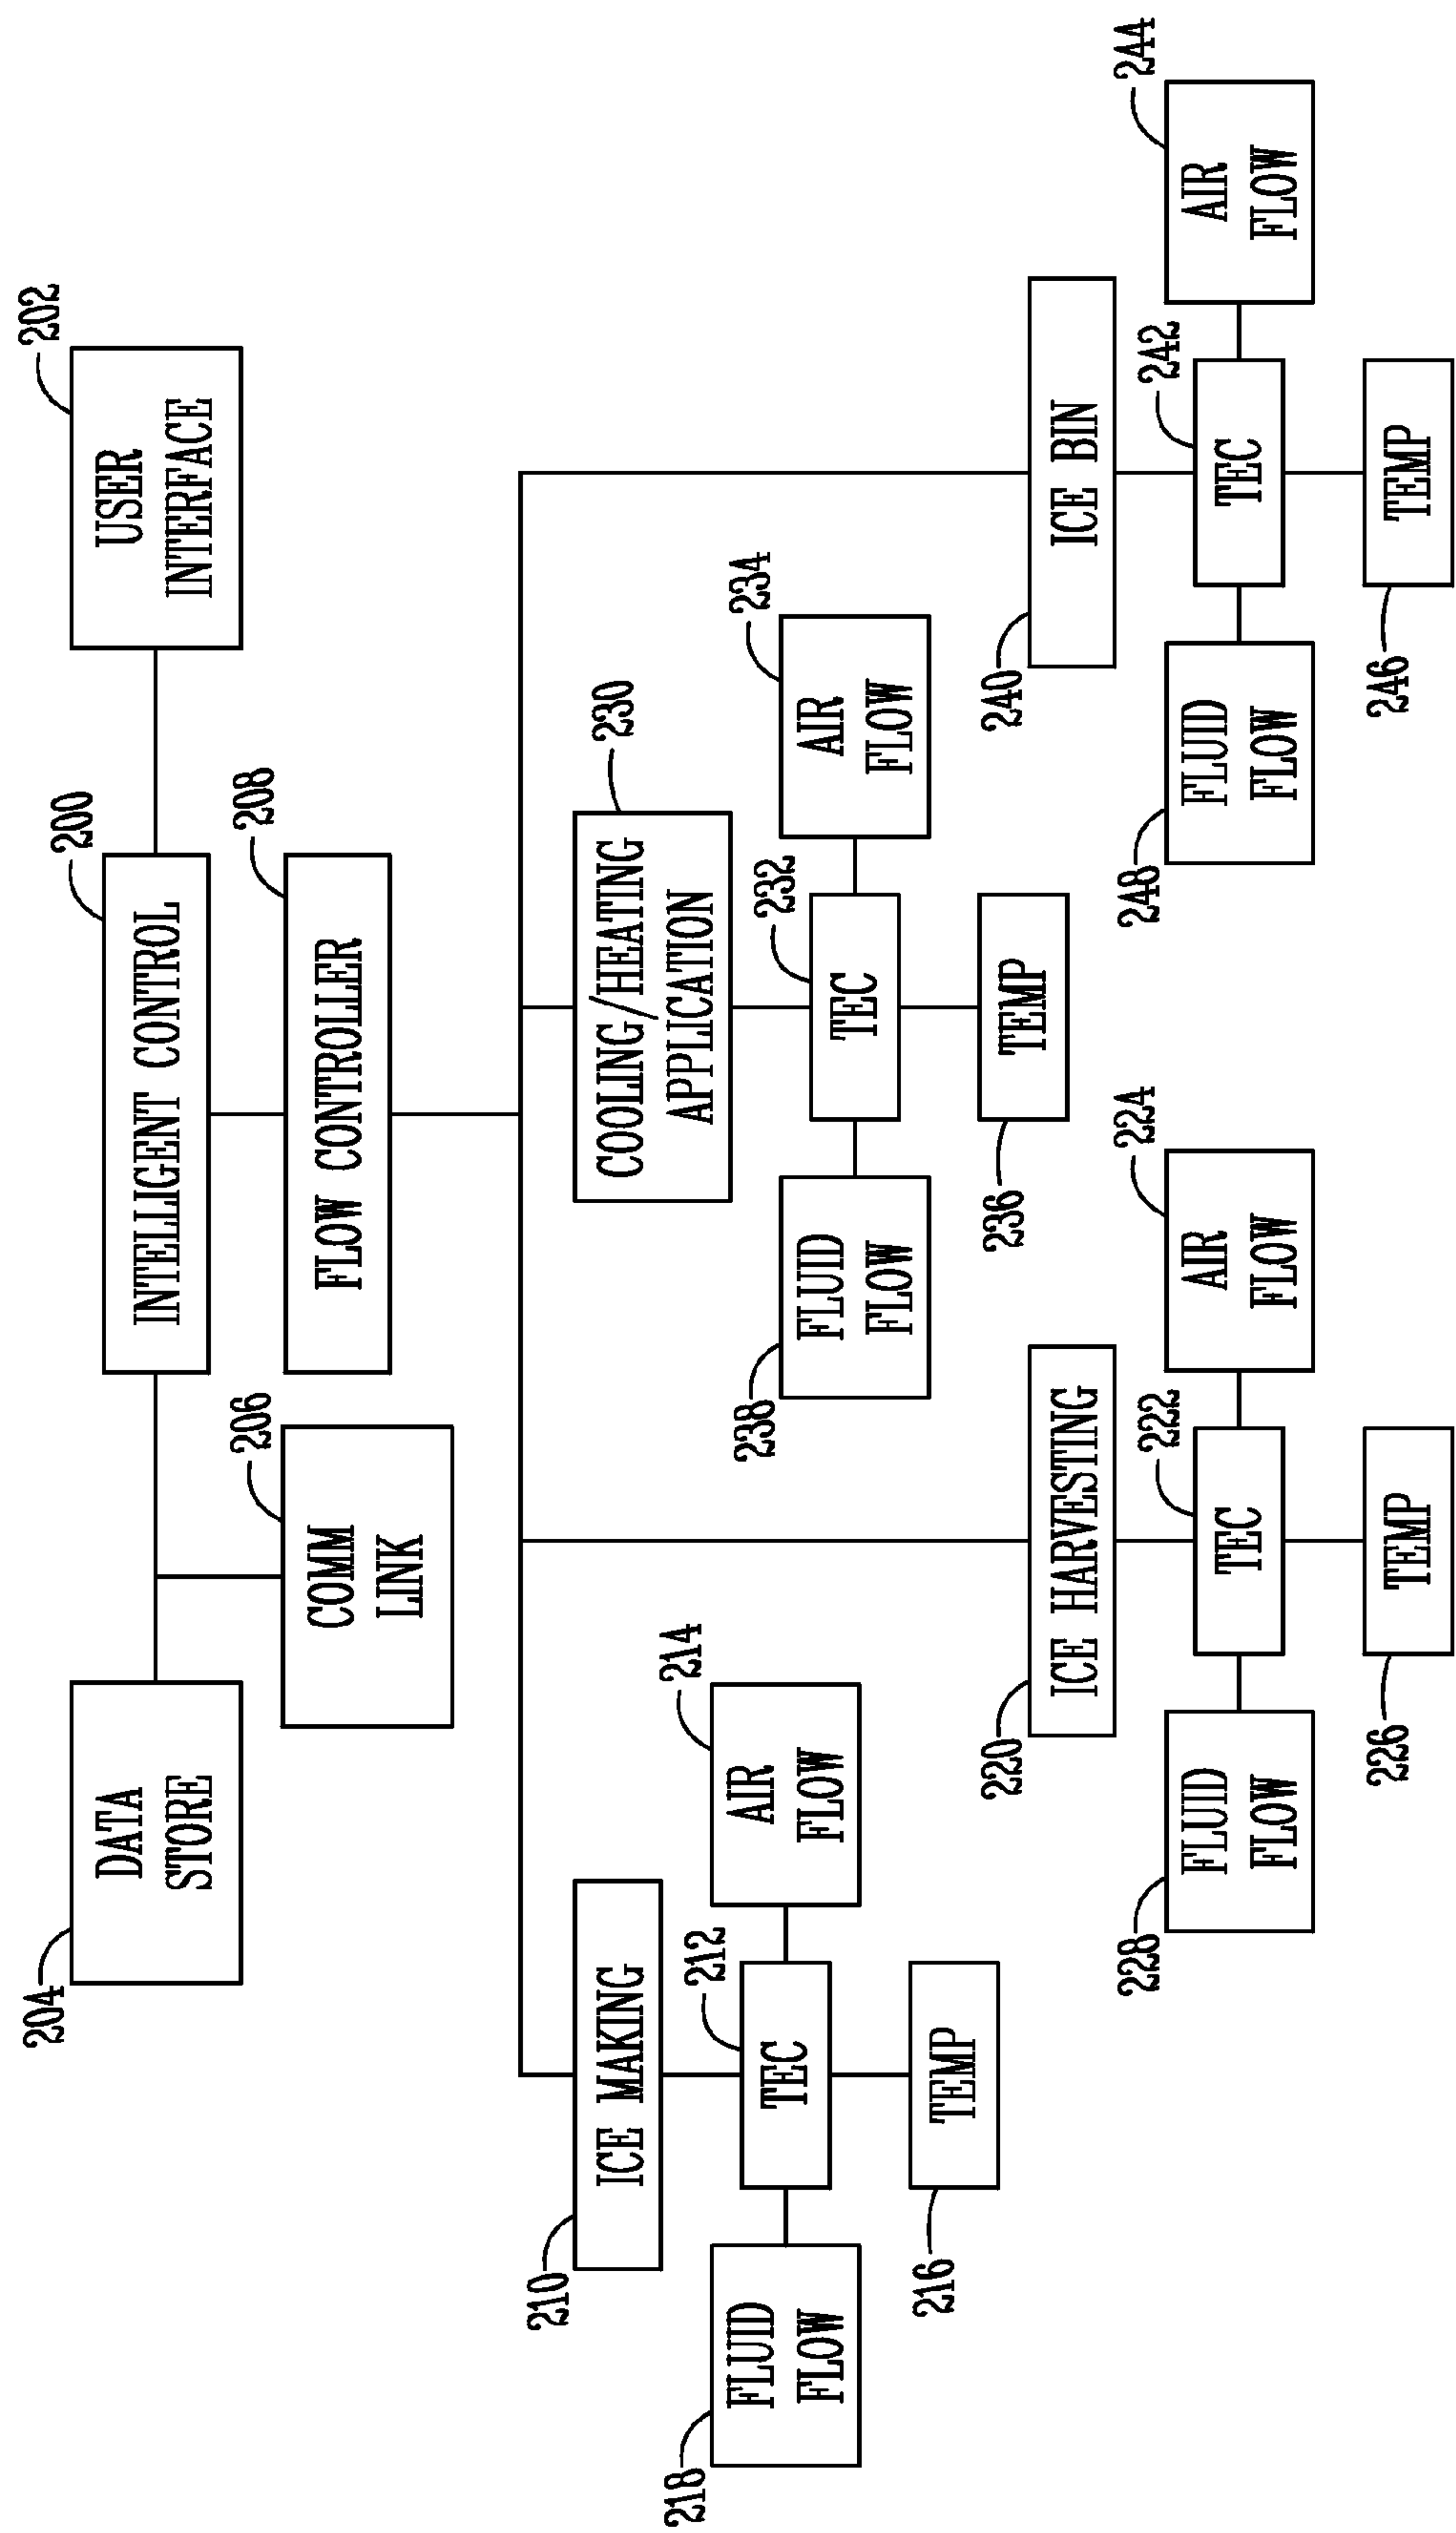 204
DATA
STORE
206
COMM
LINK
200
INTELLIGENT CONTROL
202
USER
INTERFACE
208
FLOW CONTROLLER
210
ICE MAKING
212
TEC
214
AIR
FLOW
218
FLUID
FLOW
216
TEMP
220
ICE HARVESTING
222
TEC
224
AIR
FLOW
228
FLUID
FLOW
226
TEMP
230
COOLING/HEATING
APPLICATION
232
TEC
234
AIR
FLOW
238
FLUID
FLOW
236
TEMP
240
ICE BIN
242
TEC
244
AIR
FLOW
248
FLUID
FLOW
246
TEMP